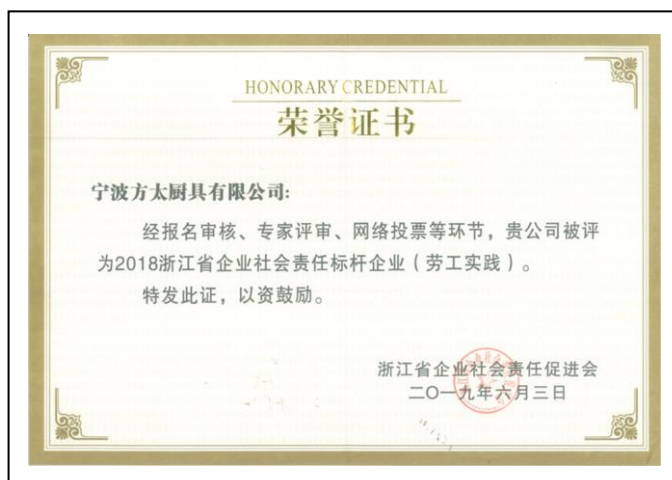 HONORARY CREDENTIAL
荣誉证书
宁波方太厨具有限公司:
经报名审核、专家评审、网络投票等环节，贵公司被评
为2018浙江省企业社会责任标杆企业（劳工实践）。
特发此证，以资鼓励。
浙江省企业社会责任促进会
二〇一九年六月三日